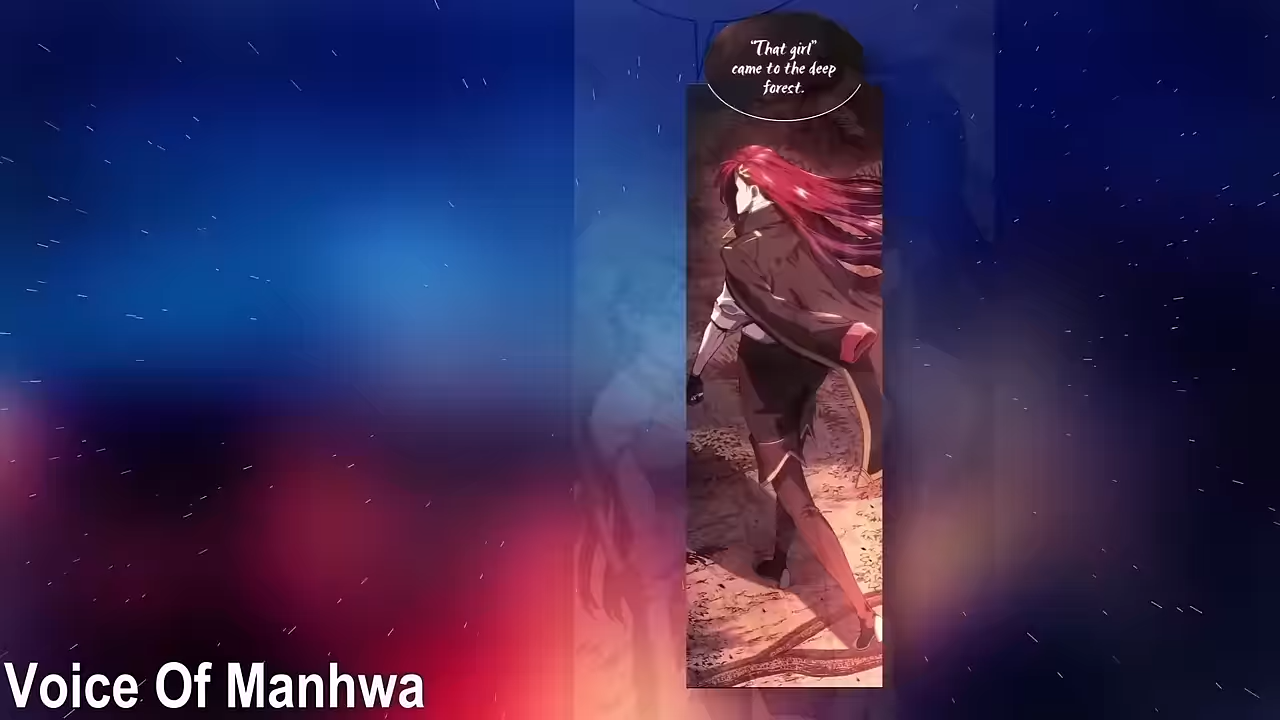 “That girl”
came to the deep
forest.
Voice Of Manhwa